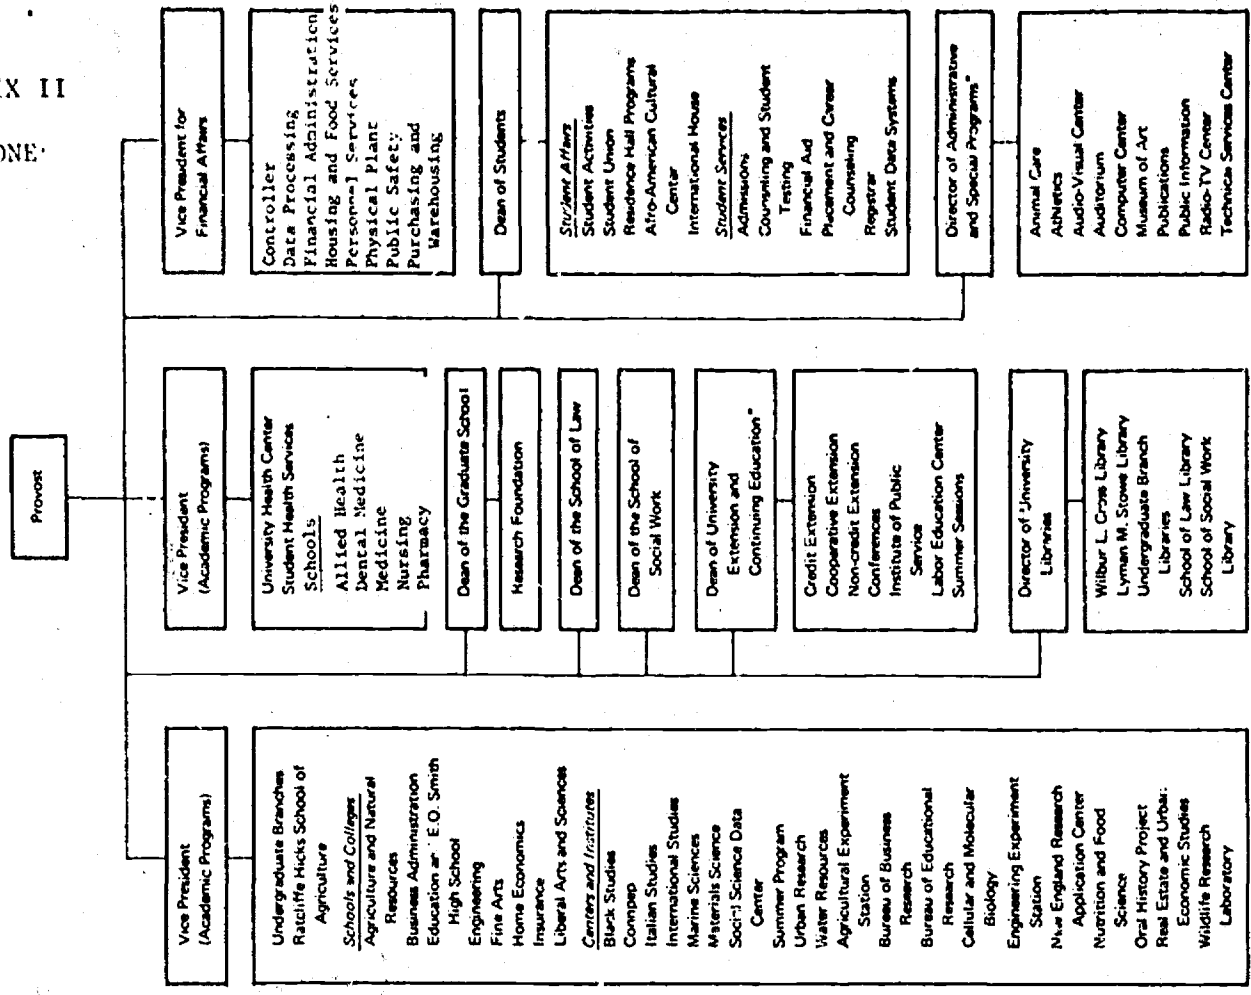 IX II
ONE
Provost
Vice President
(Academic Programs)
Undergraduate Branches
Ratcliffe Hicks School of
Agriculture
Schools and Colleges
Agriculture and Natural
Resources
Business Administration
Education an E.O. Smith
High School
Engineering
Fine Arts
Home Economics
Insurance
Liberal Arts and Sciences
Centers and Institutes
Black Studies
Connpep
Italian Studies
International Studies
Marine Sciences
Materials Science
Social Science Data
Center
Summer Program
Urban Research
Water Resources
Agricultural Experiment
Station
Bureau of Business
Research
Bureau of Educational
Research
Cellular and Molecular
Biology
Engineering Experiment
Station
New England Research
Application Center
Nutrition and Food
Science
Oral History Project
Real Estate and Urban
Economic Studies
Wildlife Research
Laboratory
Vice President
(Academic Programs)
University Health Center
Student Health Services
Schools
Allied Health
Dental Medicine
Medicine
Nursing
Pharmacy
Dean of the Graduate School
Research Foundation
Dean of the School of Law
Dean of the School of
Social Work
Dean of University
Extension and
Continuing Education*
Credit Extension
Cooperative Extension
Non-credit Extension
Conferences
Institute of Public
Service
Labor Education Center
Summer Sessions
Director of University
Libraries
Wilbur L. Cross Library
Lyman M. Stowe Library
Undergraduate Branch
Libraries
School of Law Library
School of Social Work
Library
Vice President for
Financial Affairs
Controller
Data Processing
Financial Administration
Housing and Food Services
Personnel Services
Physical Plant
Public Safety
Purchasing and
Warehousing
Dean of Students
Student Affairs
Student Activities
Student Union
Residence Hall Programs
Afro-American Cultural
Center
International House
Student Services
Admissions
Counseling and Student
Testing
Financial Aid
Placement and Career
Counseling
Registrar
Student Data Systems
Director of Administrative
and Special Programs*
Animal Care
Athletics
Audio-Visual Center
Auditorium
Computer Center
Museum of Art
Publications
Public Information
Radio-TV Center
Technical Services Center